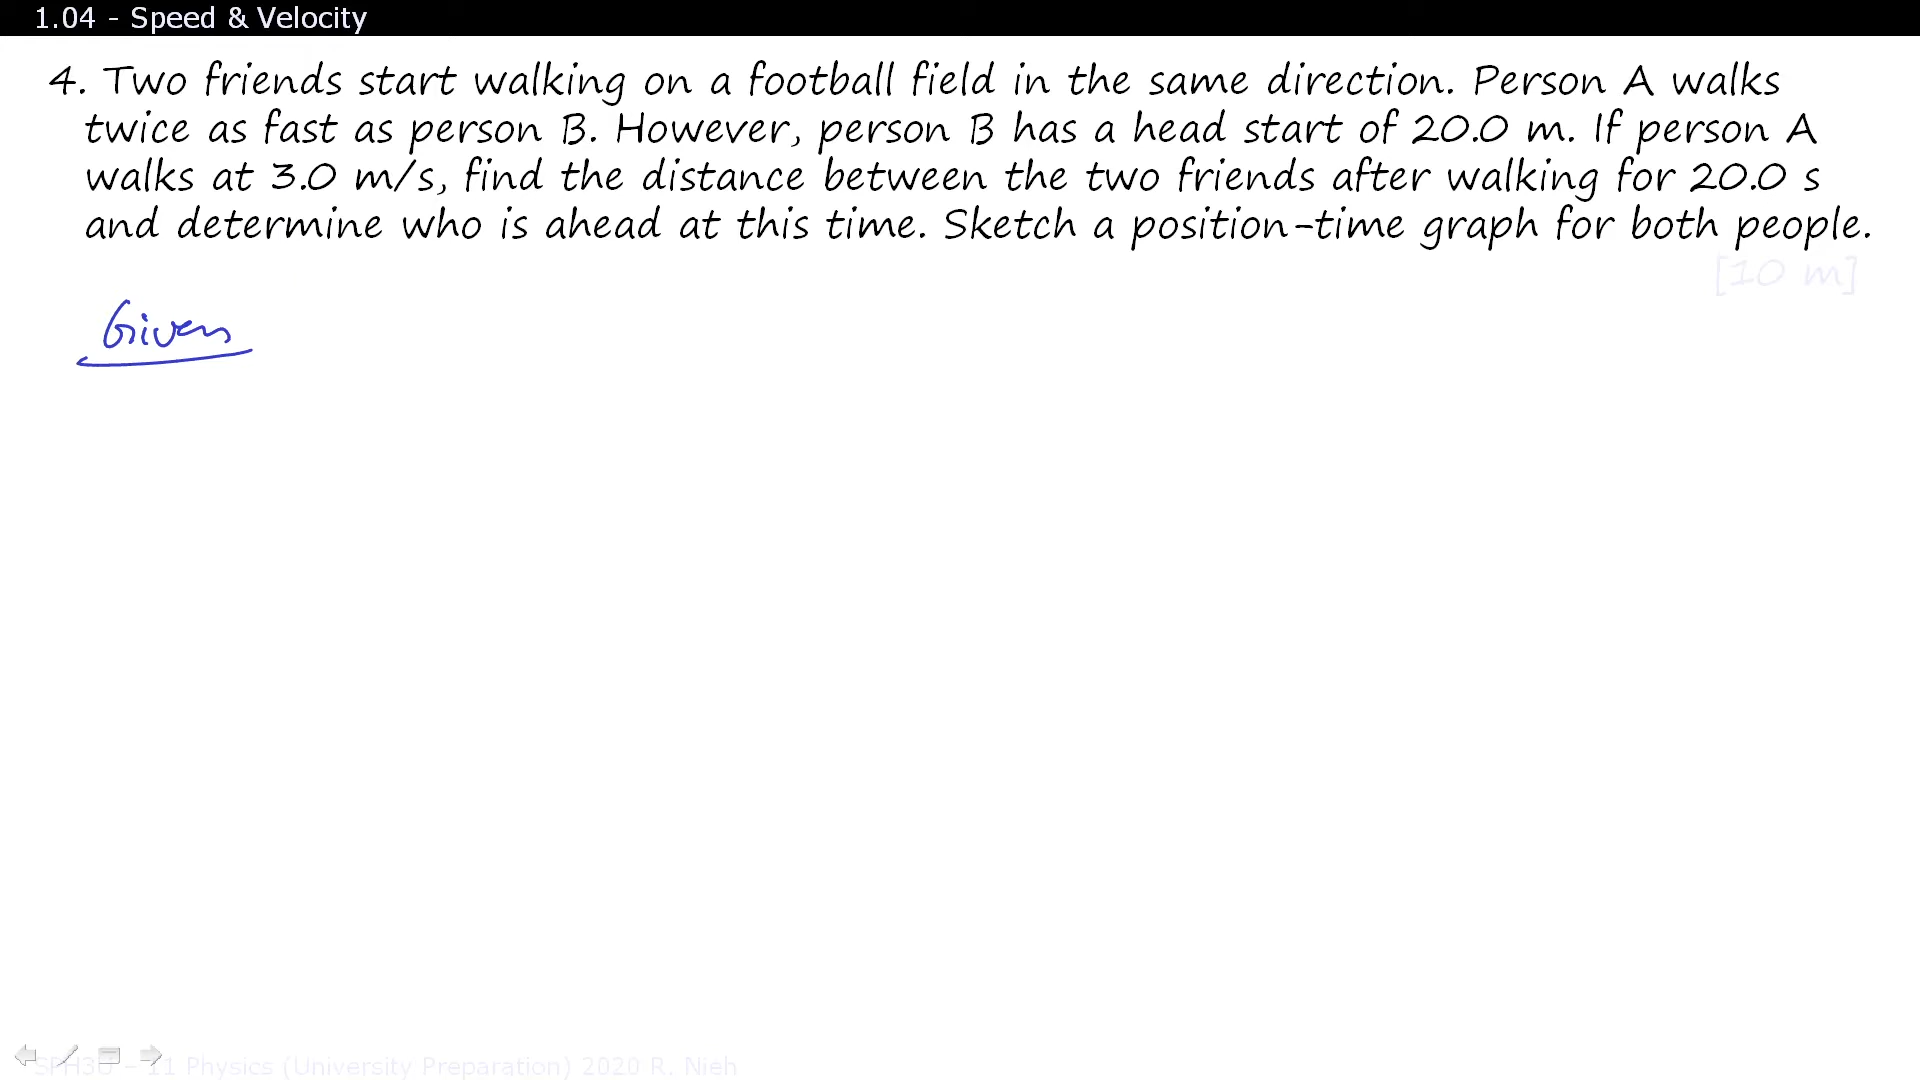 1.04 - Speed & Velocity
4. Two friends start walking on a football field in the same direction. Person A walks
twice as fast as person B. However, person B has a head start of 20.0 m. If person A
walks at 3.0 m/s, find the distance between the two friends after walking for 20.0 s
and determine who is ahead at this time. Sketch a position-time graph for both people.
[10 m]
Given
SPH3U – 11 Physics (University Preparation) 2020 R. Nieh